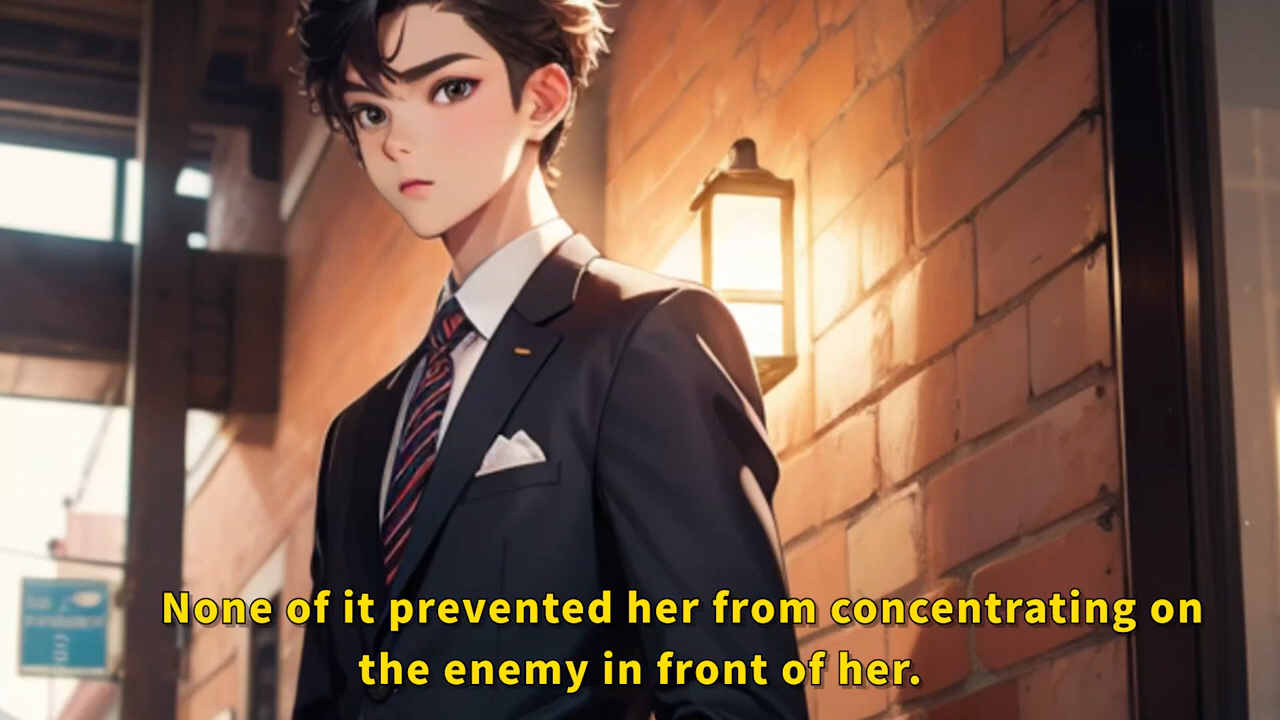 None of it prevented her from concentrating on
the enemy in front of her.